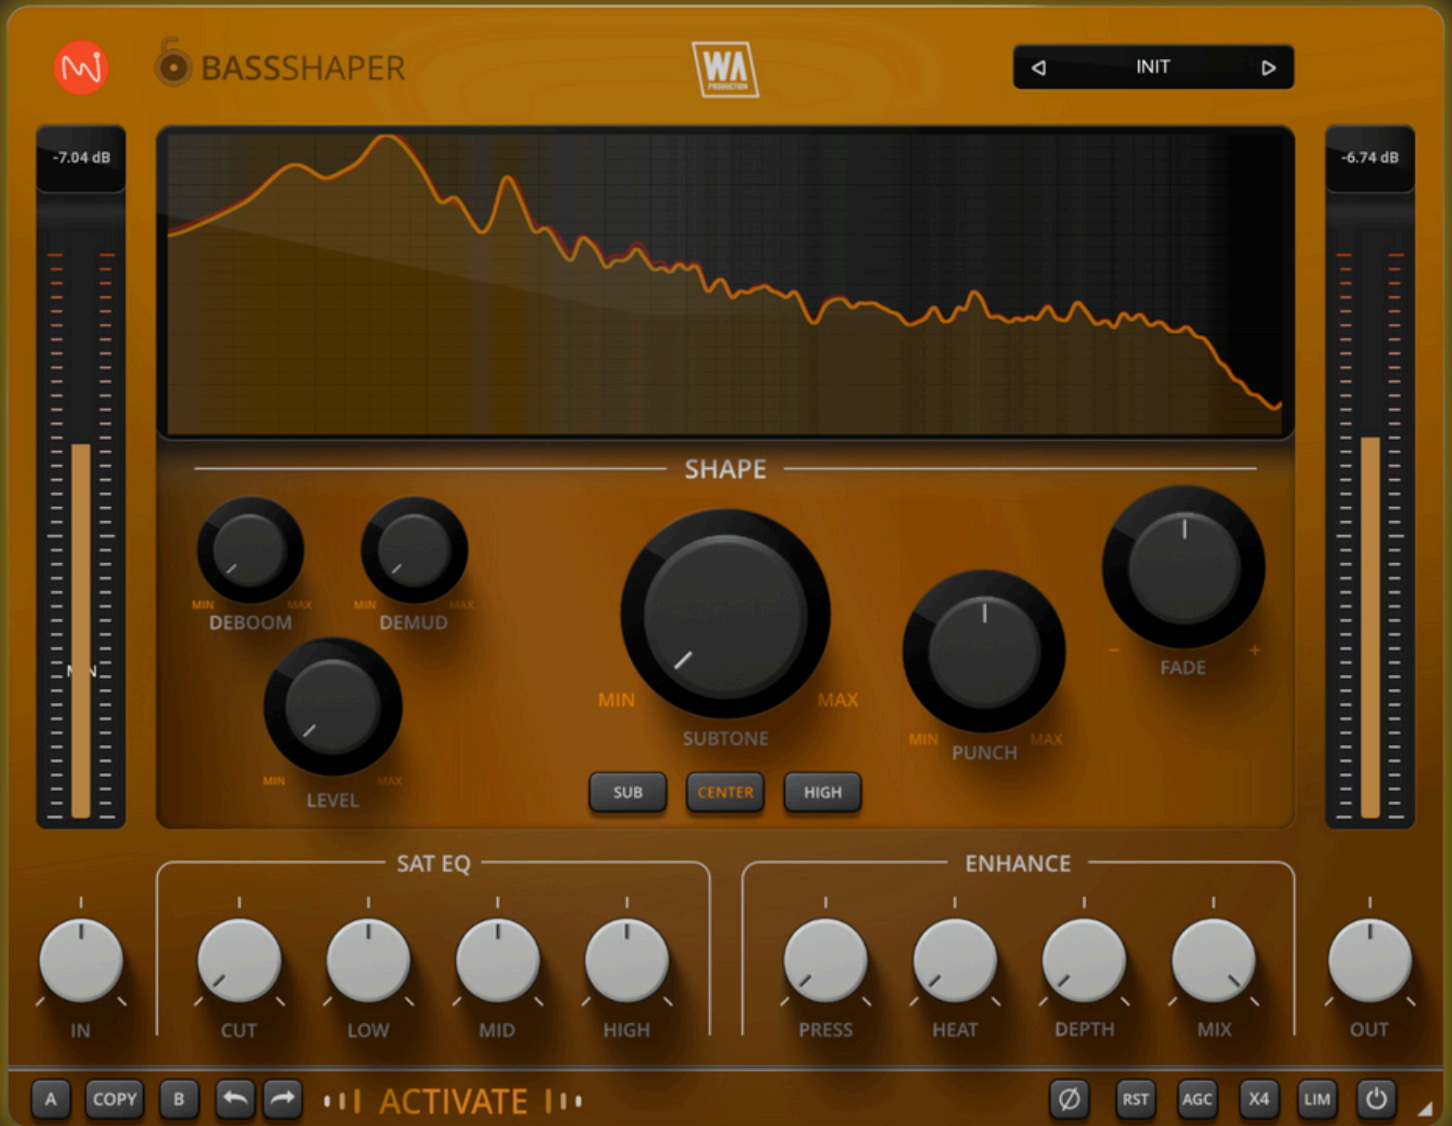 BASSSHAPER
WA
PRODUCTION
INIT
-7.04 dB
-6.74 dB
SHAPE
MIN MAX
DEBOOM
MIN MAX
DEMUD
MIN MAX
LEVEL
MIN MAX
SUBTONE
SUB CENTER HIGH
MIN MAX
PUNCH
- +
FADE
SAT EQ
ENHANCE
IN CUT LOW MID HIGH PRESS HEAT DEPTH MIX OUT
A COPY B ACTIVATE RST AGC X4 LIM